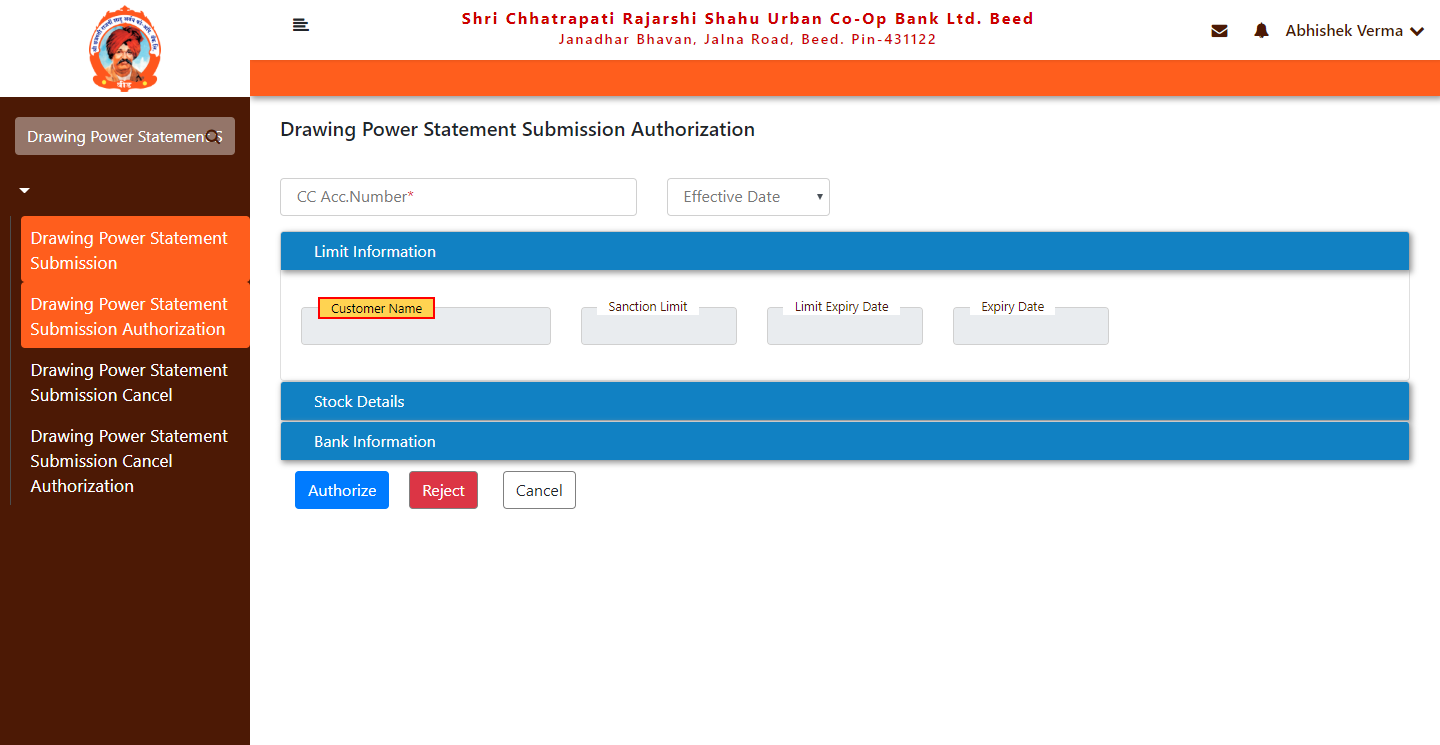 Shri Chhatrapati Rajarshi Shahu Urban Co-Op Bank Ltd. Beed
Janadhar Bhavan, Jalna Road, Beed. Pin-431122
Abhishek Verma
बीड
Drawing Power Statement S
Drawing Power Statement
Submission
Drawing Power Statement
Submission Authorization
Drawing Power Statement
Submission Cancel
Drawing Power Statement
Submission Cancel
Authorization
Drawing Power Statement Submission Authorization
CC Acc.Number*
Effective Date
Limit Information
Customer Name
Sanction Limit
Limit Expiry Date
Expiry Date
Stock Details
Bank Information
Authorize
Reject
Cancel